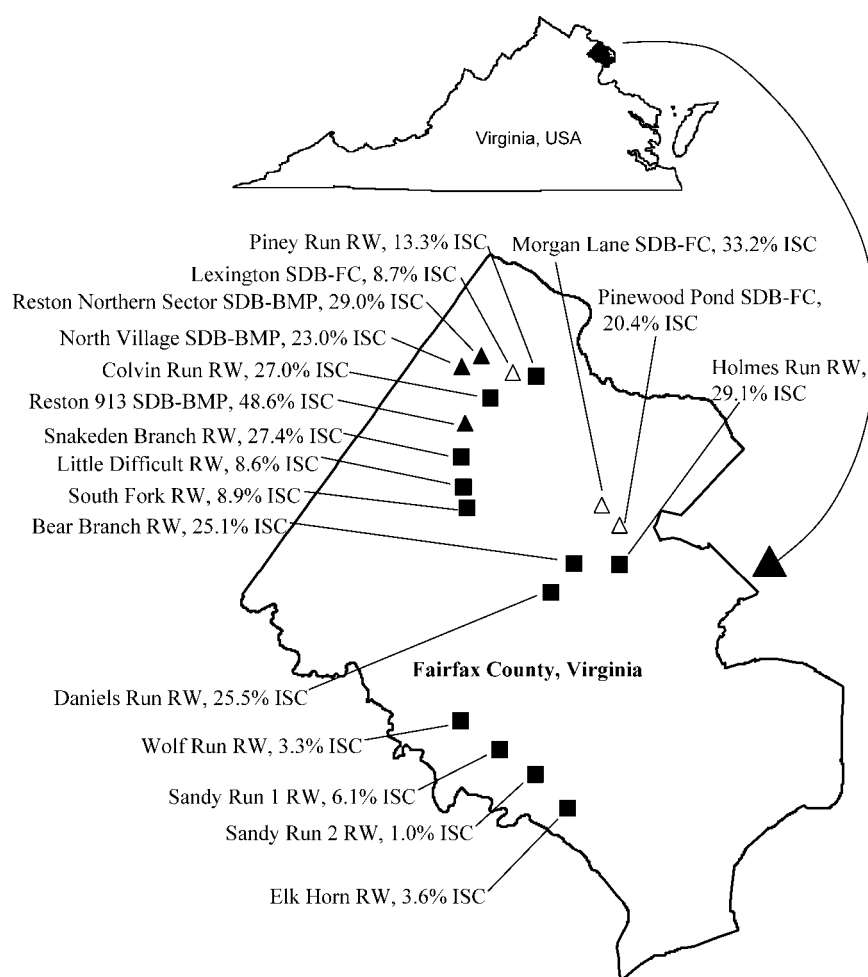 Virginia, USA
Piney Run RW, 13.3% ISC
Morgan Lane SDB-FC, 33.2% ISC
Lexington SDB-FC, 8.7% ISC
Reston Northern Sector SDB-BMP, 29.0% ISC
Pinewood Pond SDB-FC,
20.4% ISC
North Village SDB-BMP, 23.0% ISC
Colvin Run RW, 27.0% ISC
Holmes Run RW,
29.1% ISC
Reston 913 SDB-BMP, 48.6% ISC
Snakeden Branch RW, 27.4% ISC
Little Difficult RW, 8.6% ISC
South Fork RW, 8.9% ISC
Bear Branch RW, 25.1% ISC
Fairfax County, Virginia
Daniels Run RW, 25.5% ISC
Wolf Run RW, 3.3% ISC
Sandy Run 1 RW, 6.1% ISC
Sandy Run 2 RW, 1.0% ISC
Elk Horn RW, 3.6% ISC